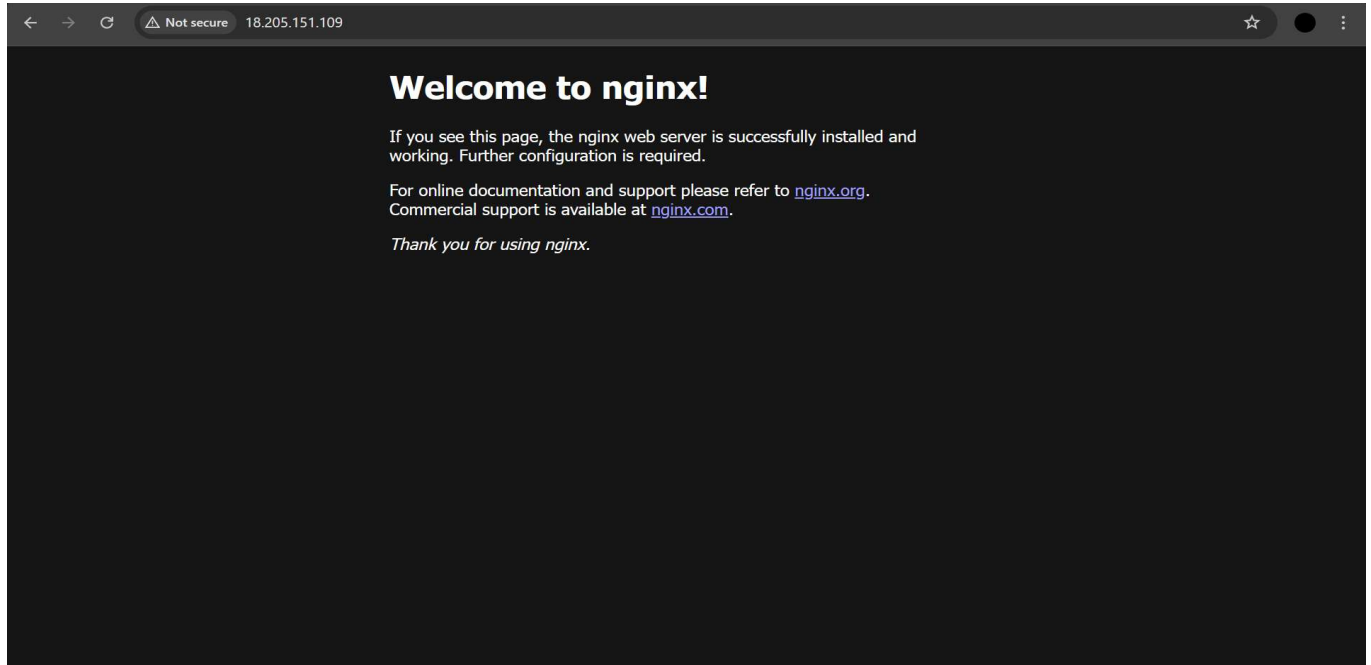 Not secure 18.205.151.109
Welcome to nginx!
If you see this page, the nginx web server is successfully installed and
working. Further configuration is required.
For online documentation and support please refer to nginx.org.
Commercial support is available at nginx.com.
Thank you for using nginx.